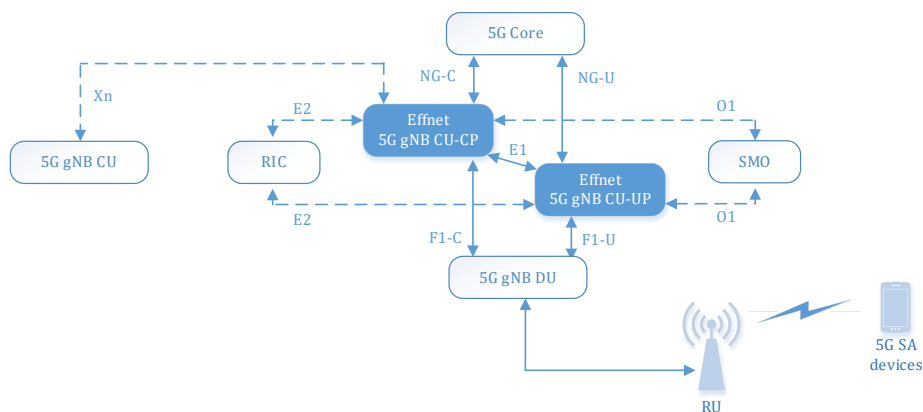 5G Core
NG-C
NG-U
Xn
E2
O1
Effnet
5G gNB CU-CP
E1
5G gNB CU
RIC
SMO
Effnet
5G gNB CU-UP
E2
O1
F1-C
F1-U
5G gNB DU
5G SA
devices
RU